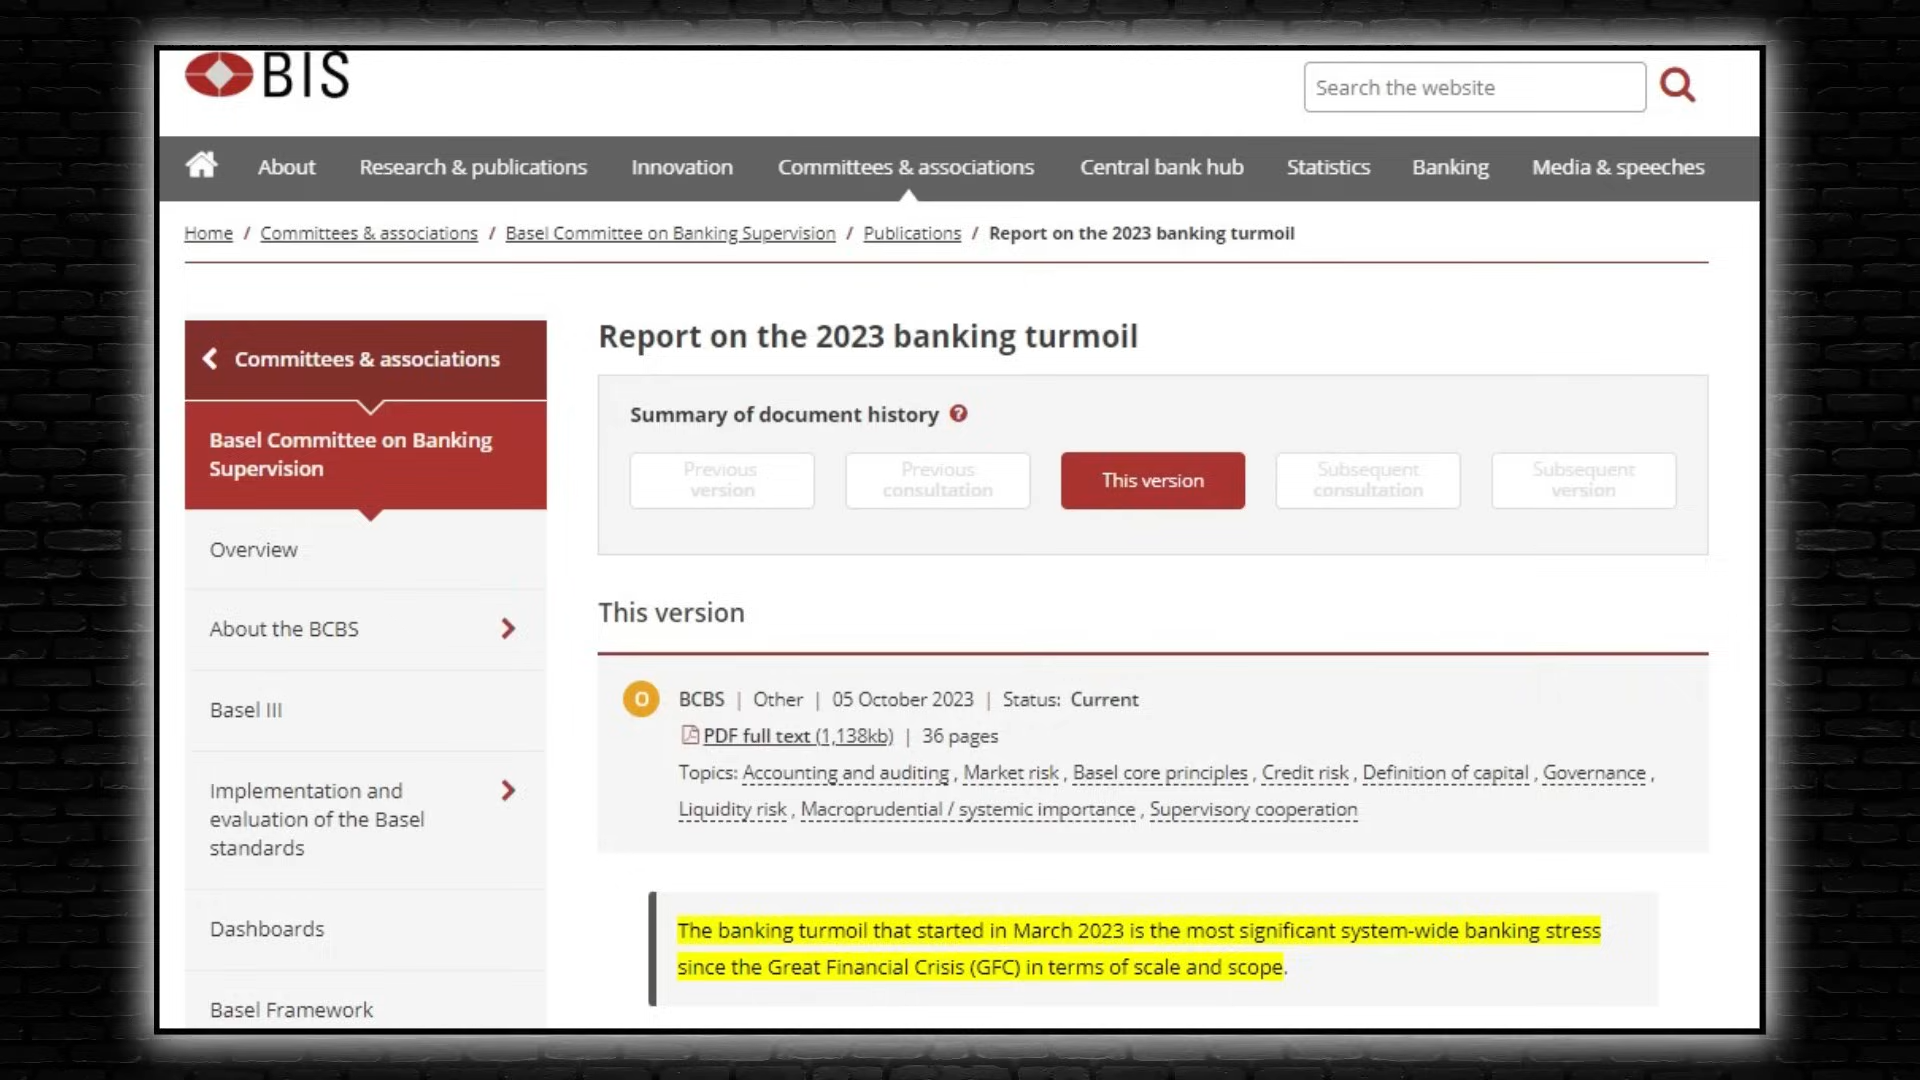 BIS
Search the website
About Research & publications Innovation Committees & associations Central bank hub Statistics Banking Media & speeches
Home / Committees & associations / Basel Committee on Banking Supervision / Publications / Report on the 2023 banking turmoil
Committees & associations
Basel Committee on Banking
Supervision
Overview
About the BCBS
Basel III
Implementation and
evaluation of the Basel
standards
Dashboards
Basel Framework
Report on the 2023 banking turmoil
Summary of document history ?
Previous
version
Previous
consultation
This version
Subsequent
consultation
Subsequent
version
This version
O
BCBS | Other | 05 October 2023 | Status: Current
PDF full text (1,138kb) | 36 pages
Topics: Accounting and auditing , Market risk , Basel core principles , Credit risk , Definition of capital , Governance ,
Liquidity risk , Macroprudential / systemic importance , Supervisory cooperation
The banking turmoil that started in March 2023 is the most significant system-wide banking stress
since the Great Financial Crisis (GFC) in terms of scale and scope.